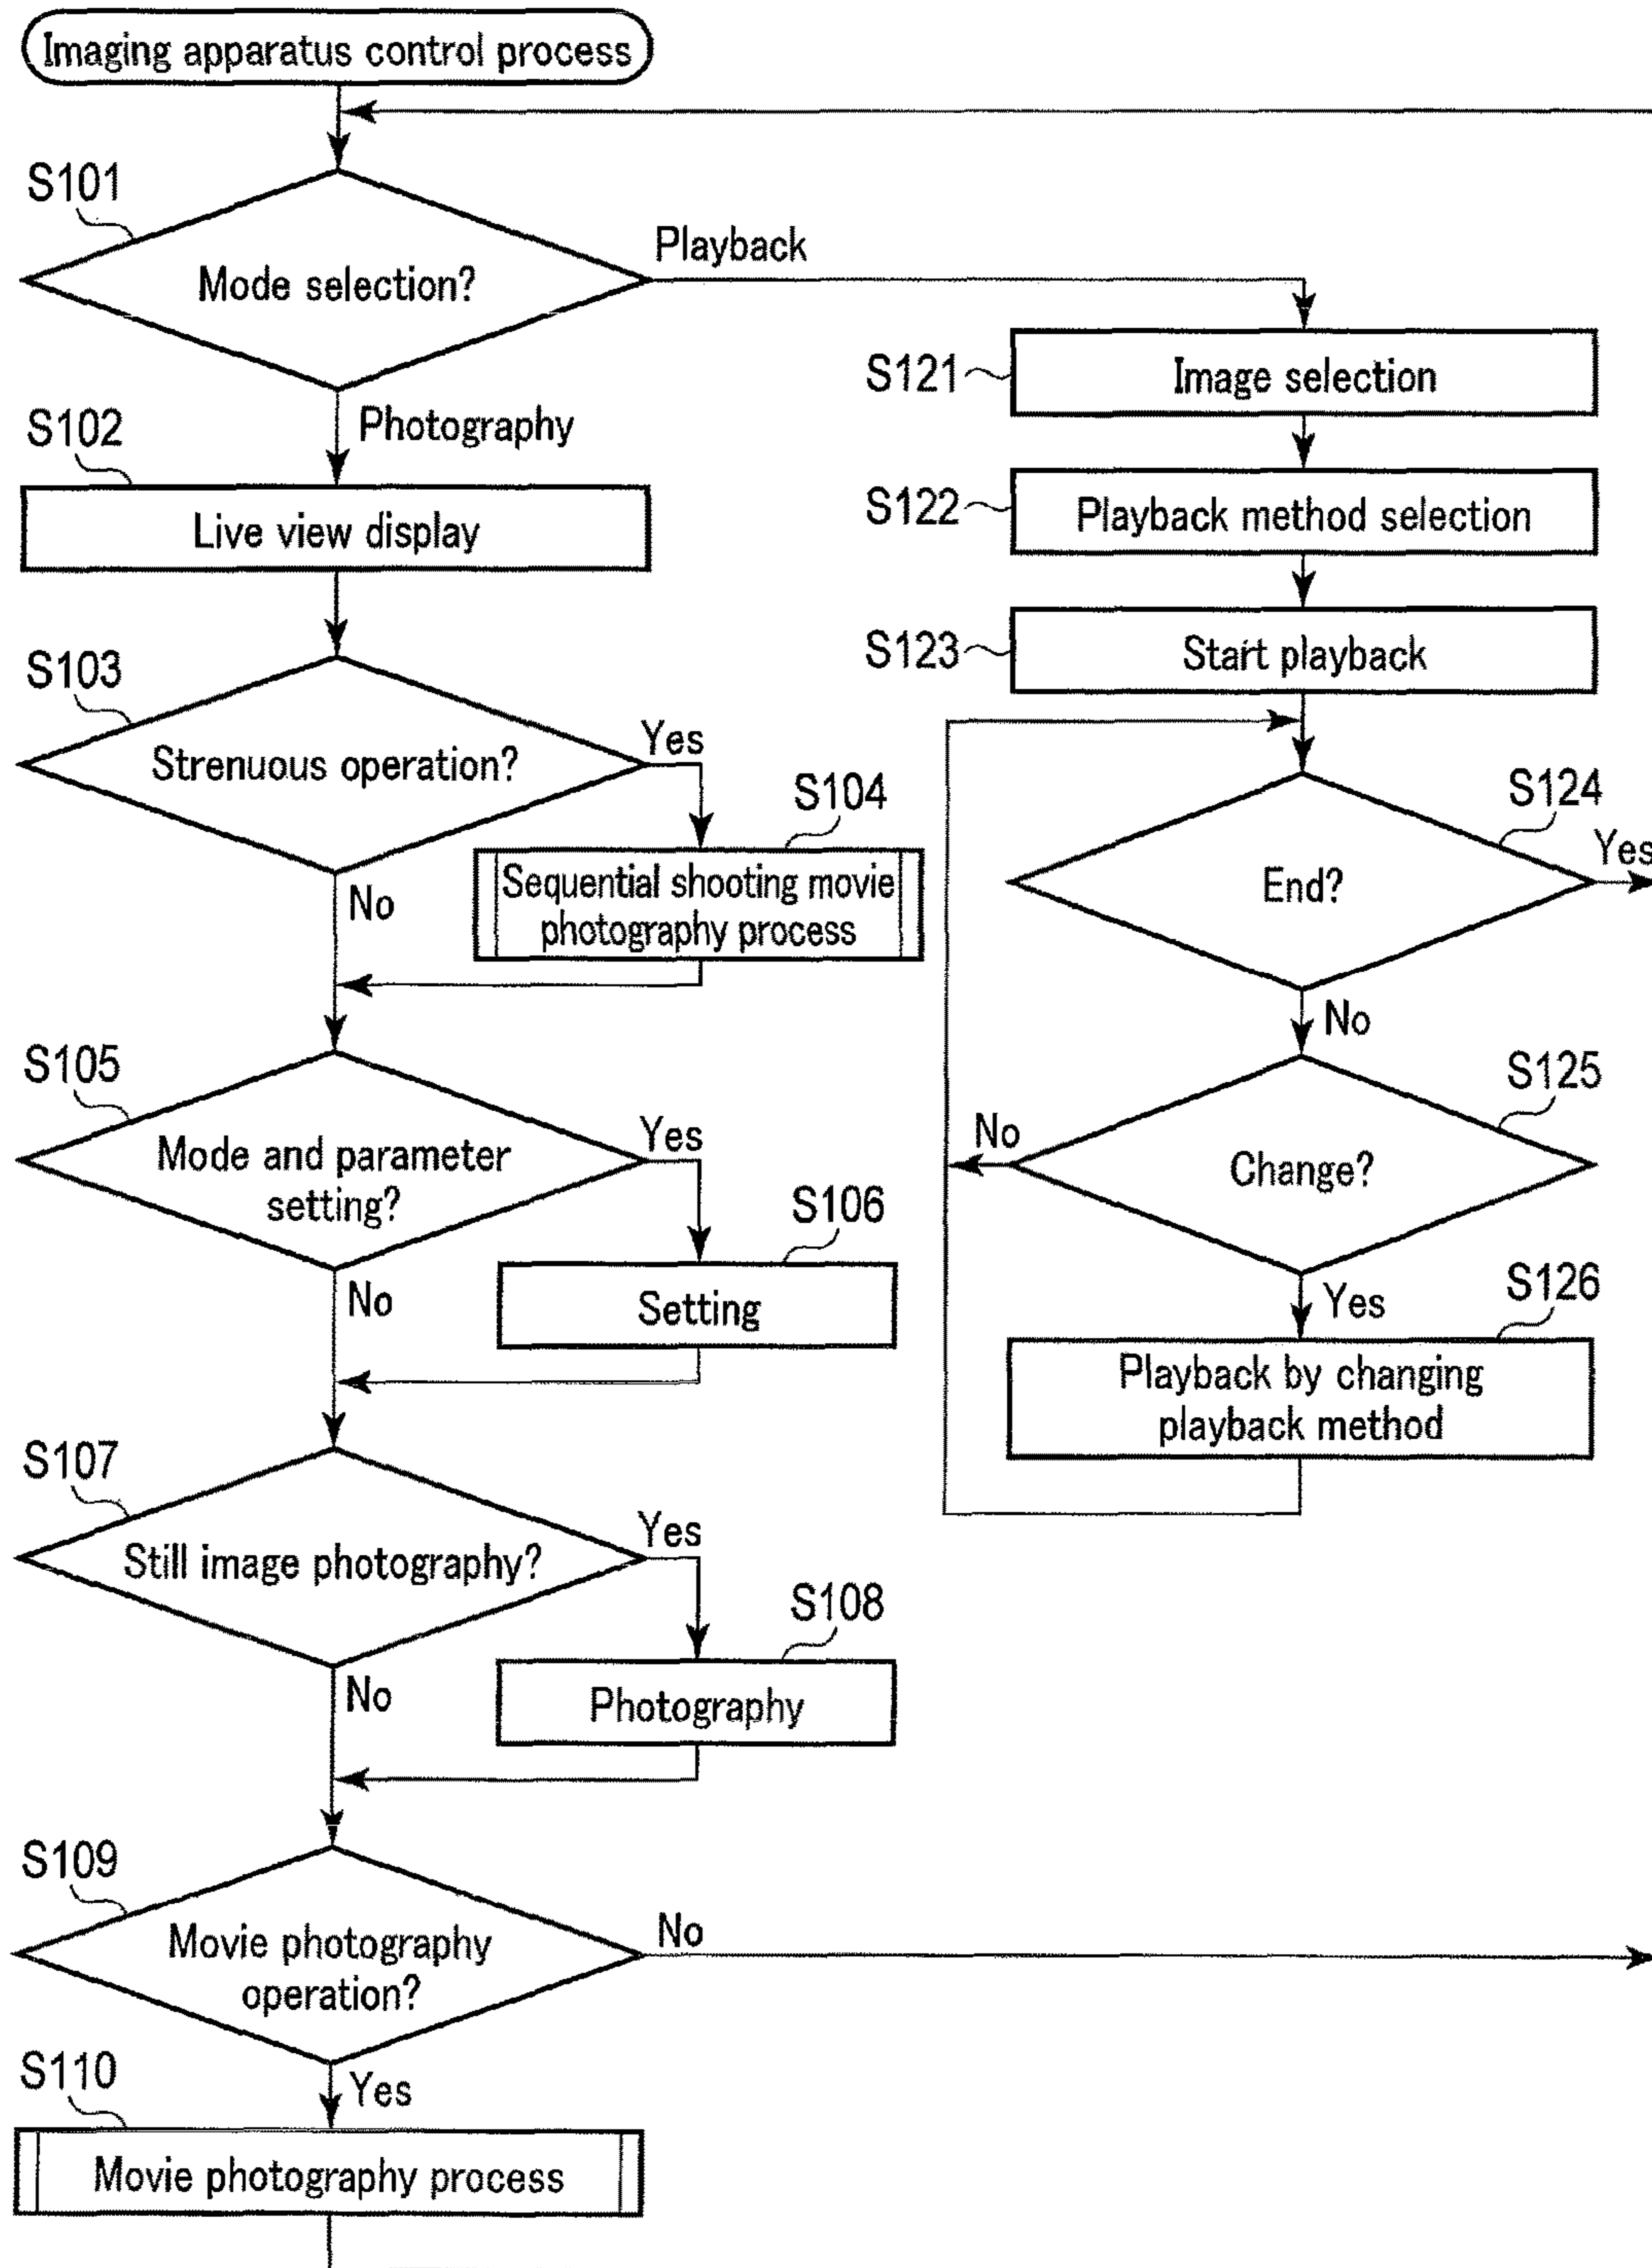 Imaging apparatus control process
S101
Mode selection?
Playback
Photography
S102
Live view display
S103
Strenuous operation?
Yes
No
S104
Sequential shooting movie
photography process
S105
Mode and parameter
setting?
Yes
No
S106
Setting
S107
Still image photography?
Yes
No
S108
Photography
S109
Movie photography
operation?
No
Yes
S110
Movie photography process
S121
Image selection
S122
Playback method selection
S123
Start playback
S124
End?
Yes
No
S125
Change?
No
Yes
S126
Playback by changing
playback method